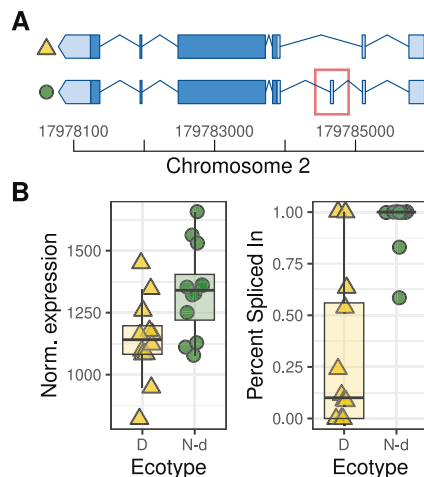 A
179978100 179783000 179785000
Chromosome 2
B
Norm. expression
1500
1250
1000
D N-d
Ecotype
Percent Spliced In
1.00
0.75
0.50
0.25
0.00
D N-d
Ecotype